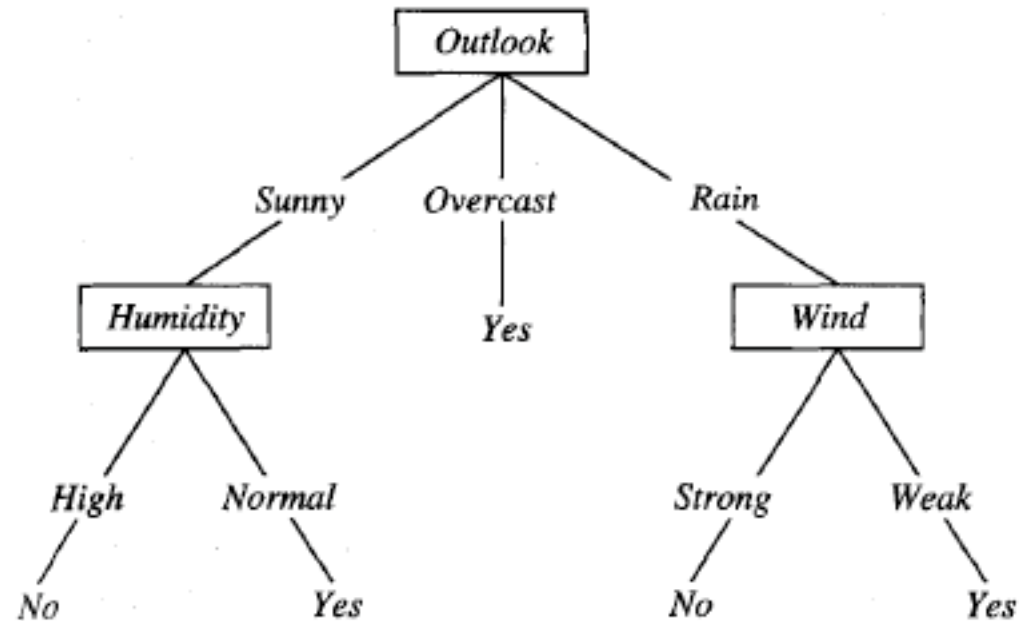 Outlook
Sunny Overcast Rain
Humidity Yes Wind
High Normal Strong Weak
No Yes No Yes